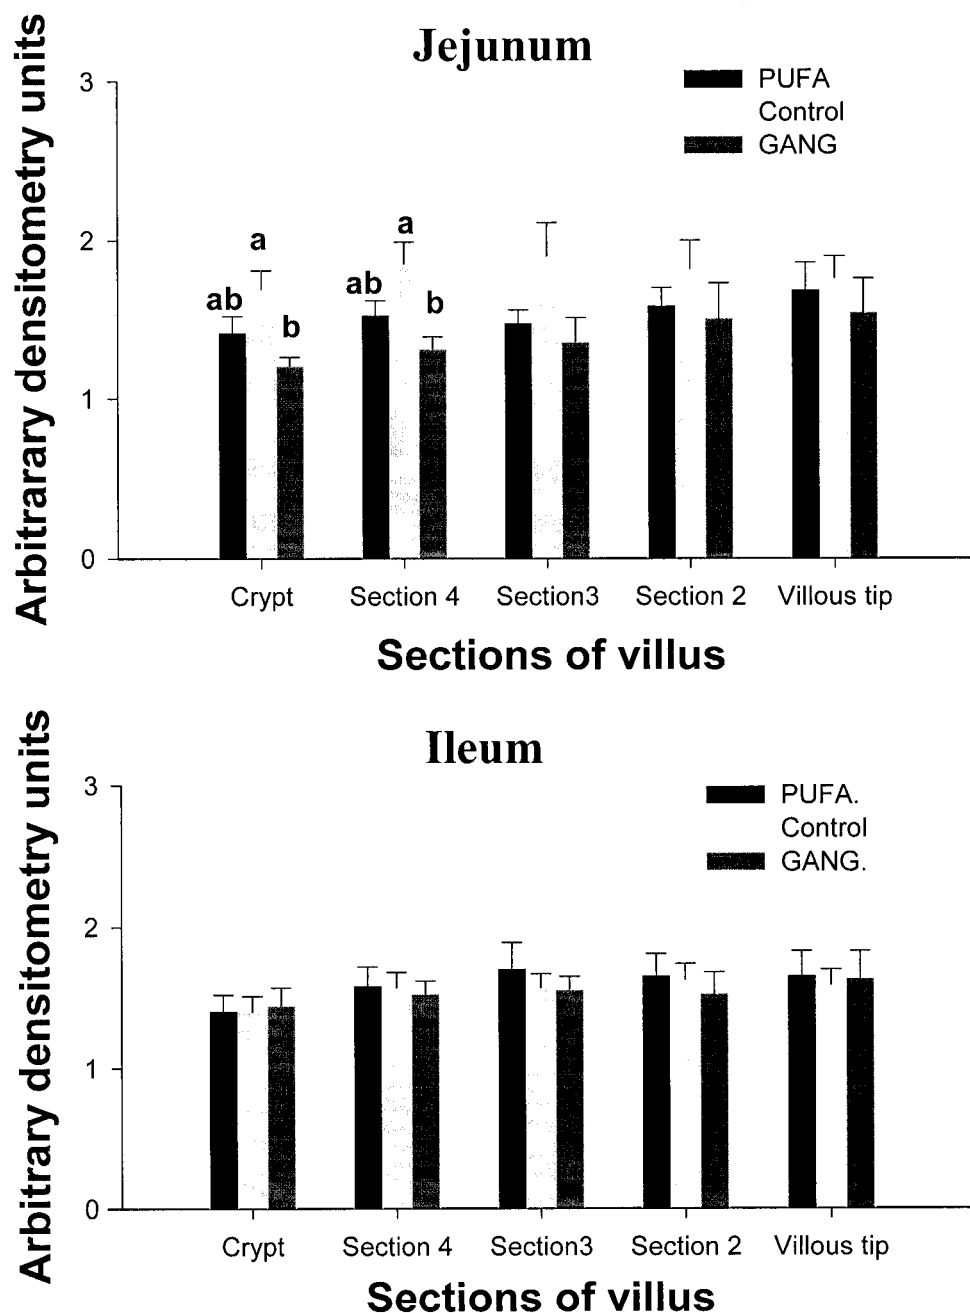 Jejunum
Arbitrarary densitometry units
3
2
1
0
PUFA
Control
GANG
a
ab
b
a
ab
b
Crypt
Section 4
Section3
Section 2
Villous tip
Sections of villus
Ileum
Arbitrary densitometry units
3
2
1
0
PUFA.
Control
GANG.
Crypt
Section 4
Section3
Section 2
Villous tip
Sections of villus